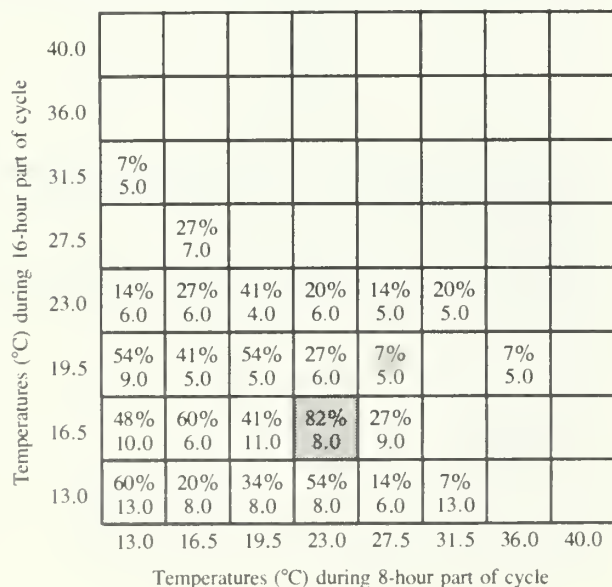 Temperatures (°C) during 16-hour part of cycle
40.0
36.0
31.5 7%
5.0
27.5 27%
7.0
23.0 14% 27% 41% 20% 14% 20%
6.0 6.0 4.0 6.0 5.0 5.0
19.5 54% 41% 54% 27% 7% 7%
9.0 5.0 5.0 6.0 5.0 5.0
16.5 48% 60% 41% 82% 27%
10.0 6.0 11.0 8.0 9.0
13.0 60% 20% 34% 54% 14% 7%
13.0 8.0 8.0 8.0 6.0 13.0
13.0 16.5 19.5 23.0 27.5 31.5 36.0 40.0
Temperatures (°C) during 8-hour part of cycle